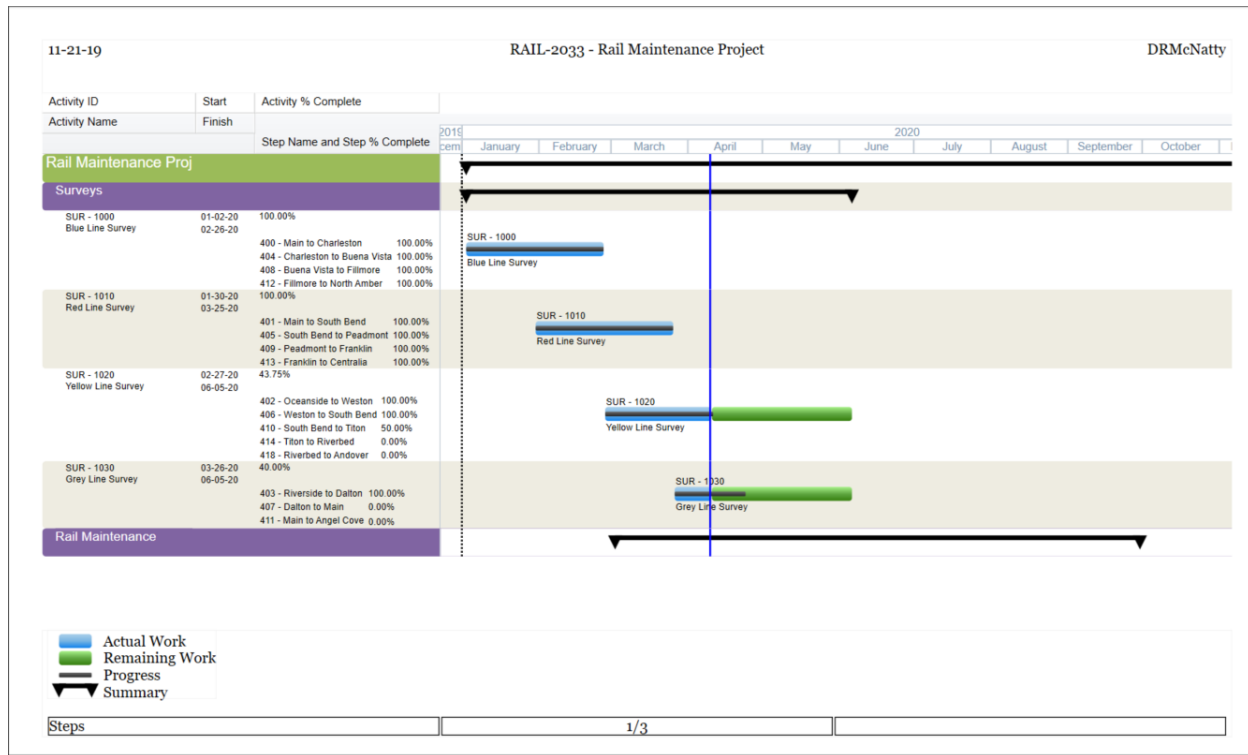 11-21-19 RAIL-2033 - Rail Maintenance Project DRMcNatty
Activity ID Start Activity % Complete
Activity Name Finish
Step Name and Step % Complete
2019 2020
cem January February March April May June July August September October
Rail Maintenance Proj
Surveys
SUR - 1000 01-02-20 100.00%
Blue Line Survey 02-26-20
400 - Main to Charleston 100.00%
404 - Charleston to Buena Vista 100.00%
408 - Buena Vista to Fillmore 100.00%
412 - Fillmore to North Amber 100.00%
SUR - 1000
Blue Line Survey
SUR - 1010 01-30-20 100.00%
Red Line Survey 03-25-20
401 - Main to South Bend 100.00%
405 - South Bend to Peadmont 100.00%
409 - Peadmont to Franklin 100.00%
413 - Franklin to Centralia 100.00%
SUR - 1010
Red Line Survey
SUR - 1020 02-27-20 43.75%
Yellow Line Survey 06-05-20
402 - Oceanside to Weston 100.00%
406 - Weston to South Bend 100.00%
410 - South Bend to Titon 50.00%
414 - Titon to Riverbed 0.00%
418 - Riverbed to Andover 0.00%
SUR - 1020
Yellow Line Survey
SUR - 1030 03-26-20 40.00%
Grey Line Survey 06-05-20
403 - Riverside to Dalton 100.00%
407 - Dalton to Main 0.00%
411 - Main to Angel Cove 0.00%
SUR - 1030
Grey Line Survey
Rail Maintenance
Actual Work
Remaining Work
Progress
Summary
Steps 1/3